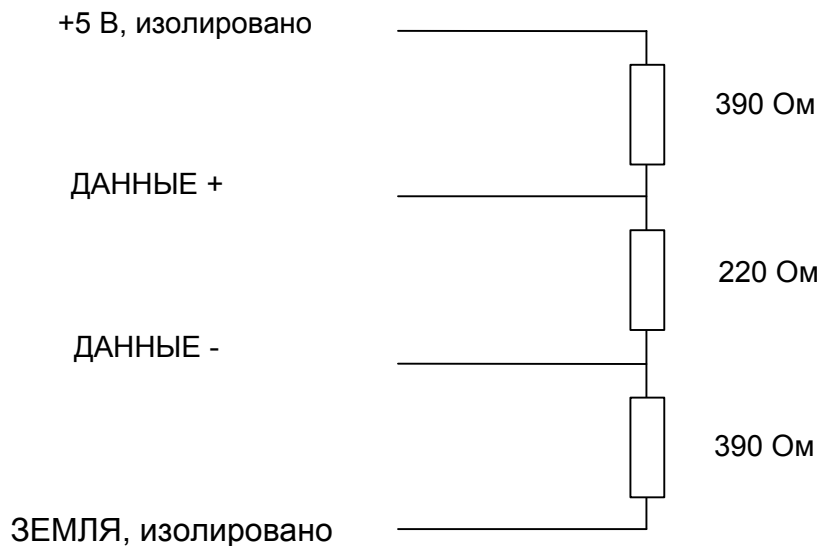 +5 В, изолировано
390 Ом
ДАННЫЕ +
220 Ом
ДАННЫЕ -
390 Ом
ЗЕМЛЯ, изолировано